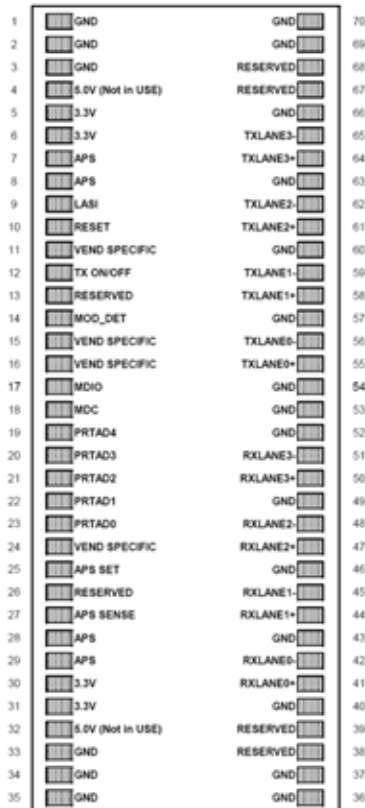 1 GND GND 70
2 GND GND 69
3 GND RESERVED 68
4 5.0V (Not in USE) RESERVED 67
5 3.3V GND 66
6 3.3V TXLANE3- 65
7 APS TXLANE3+ 64
8 APS GND 63
9 LASI TXLANE2- 62
10 RESET TXLANE2+ 61
11 VEND SPECIFIC GND 60
12 TX ON/OFF TXLANE1- 59
13 RESERVED TXLANE1+ 58
14 MOD_DET GND 57
15 VEND SPECIFIC TXLANE0- 56
16 VEND SPECIFIC TXLANE0+ 55
17 MDIO GND 54
18 MDC GND 53
19 PRTAD4 GND 52
20 PRTAD3 RXLANE3- 51
21 PRTAD2 RXLANE3+ 50
22 PRTAD1 GND 49
23 PRTAD0 RXLANE2- 48
24 VEND SPECIFIC RXLANE2+ 47
25 APS SET GND 46
26 RESERVED RXLANE1- 45
27 APS SENSE RXLANE1+ 44
28 APS GND 43
29 APS RXLANE0- 42
30 3.3V RXLANE0+ 41
31 3.3V GND 40
32 5.0V (Not in USE) RESERVED 39
33 GND RESERVED 38
34 GND GND 37
35 GND GND 36